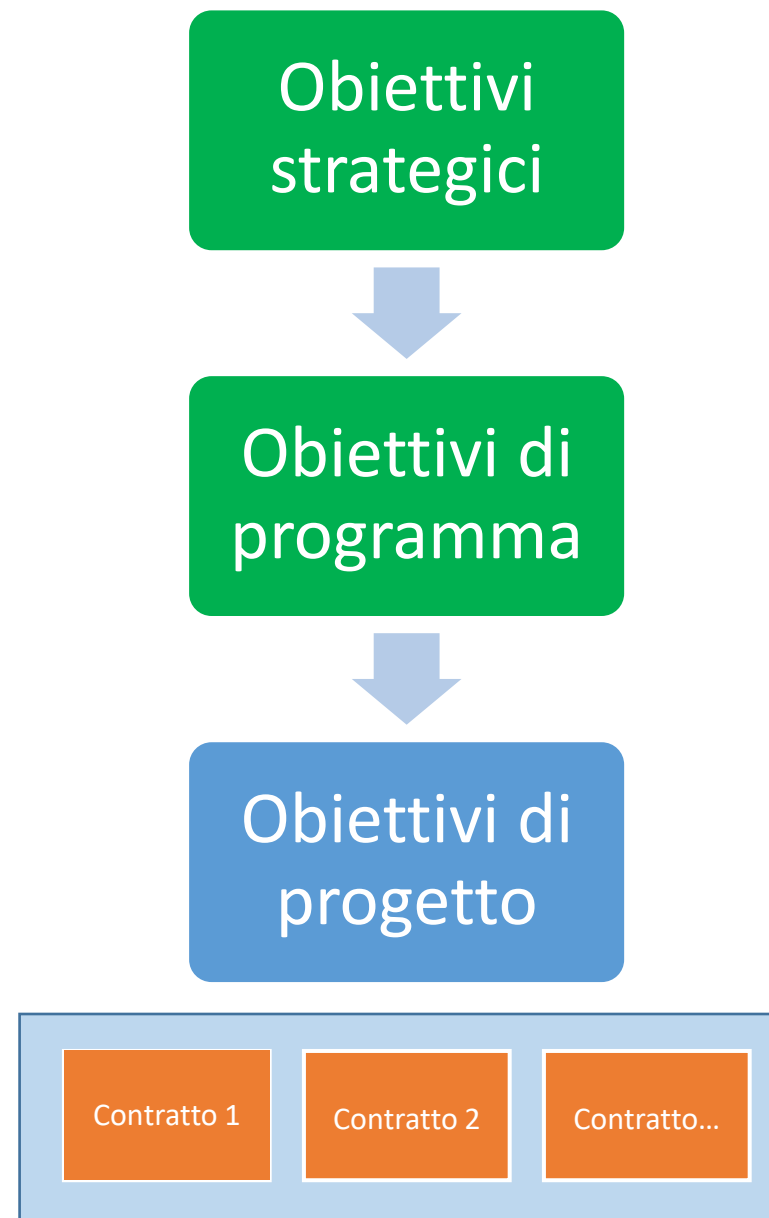 Obiettivi
strategici
Obiettivi di
programma
Obiettivi di
progetto
Contratto 1
Contratto 2
Contratto...